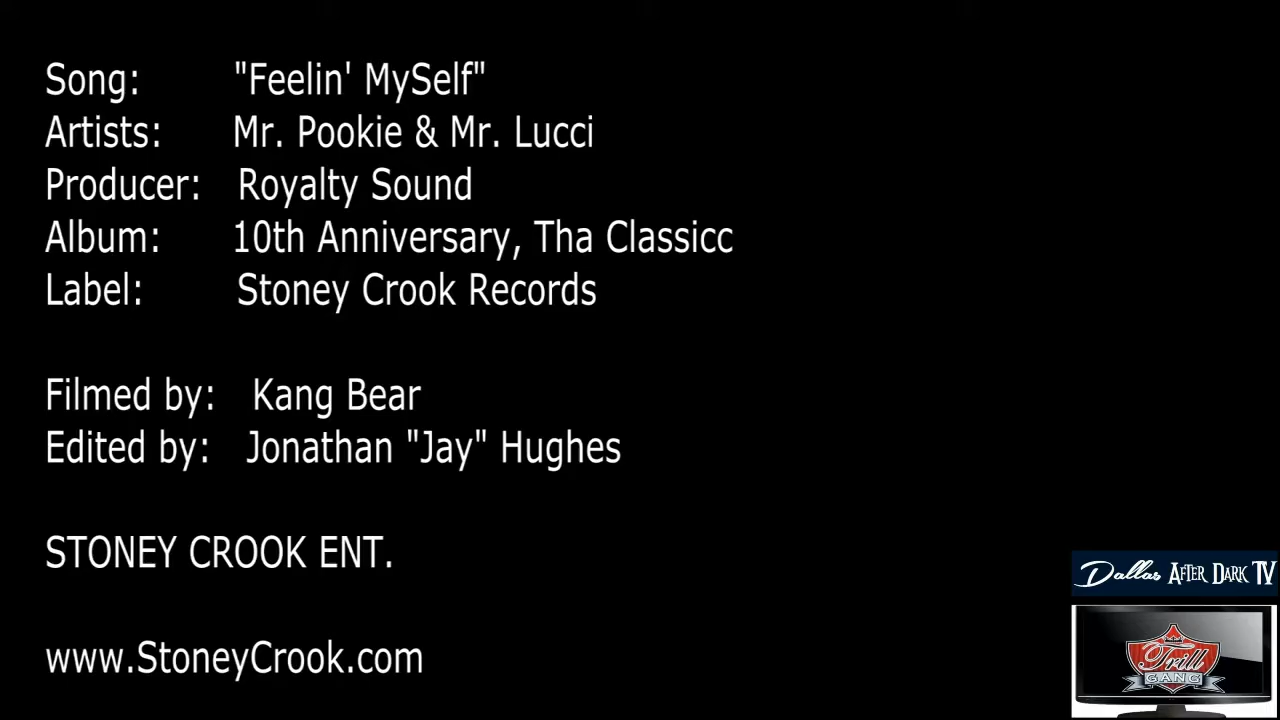 Song: "Feelin' MySelf"
Artists: Mr. Pookie & Mr. Lucci
Producer: Royalty Sound
Album: 10th Anniversary, Tha Classicc
Label: Stoney Crook Records
Filmed by: Kang Bear
Edited by: Jonathan "Jay" Hughes
STONEY CROOK ENT.
www.StoneyCrook.com
Dallas AFTER DARK TV
Trill
GANG